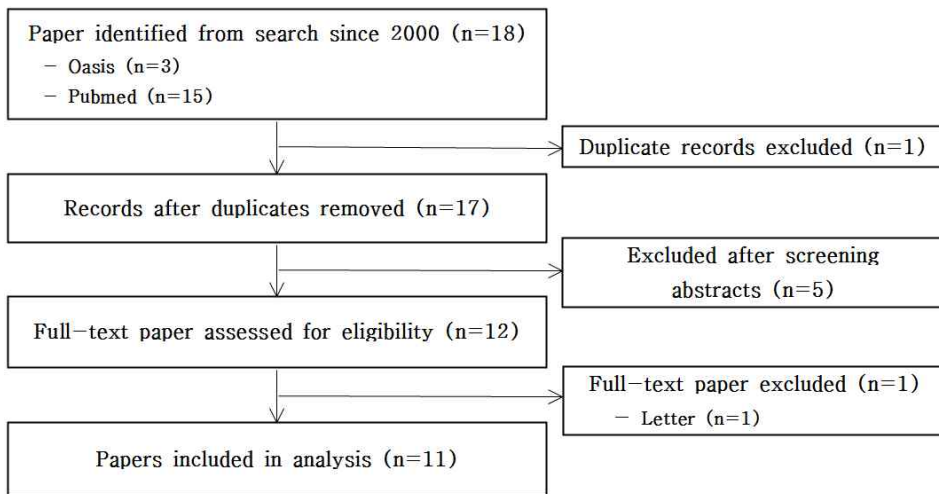 Paper identified from search since 2000 (n=18)
- Oasis (n=3)
- Pubmed (n=15)
Duplicate records excluded (n=1)
Records after duplicates removed (n=17)
Excluded after screening
abstracts (n=5)
Full-text paper assessed for eligibility (n=12)
Full-text paper excluded (n=1)
- Letter (n=1)
Papers included in analysis (n=11)